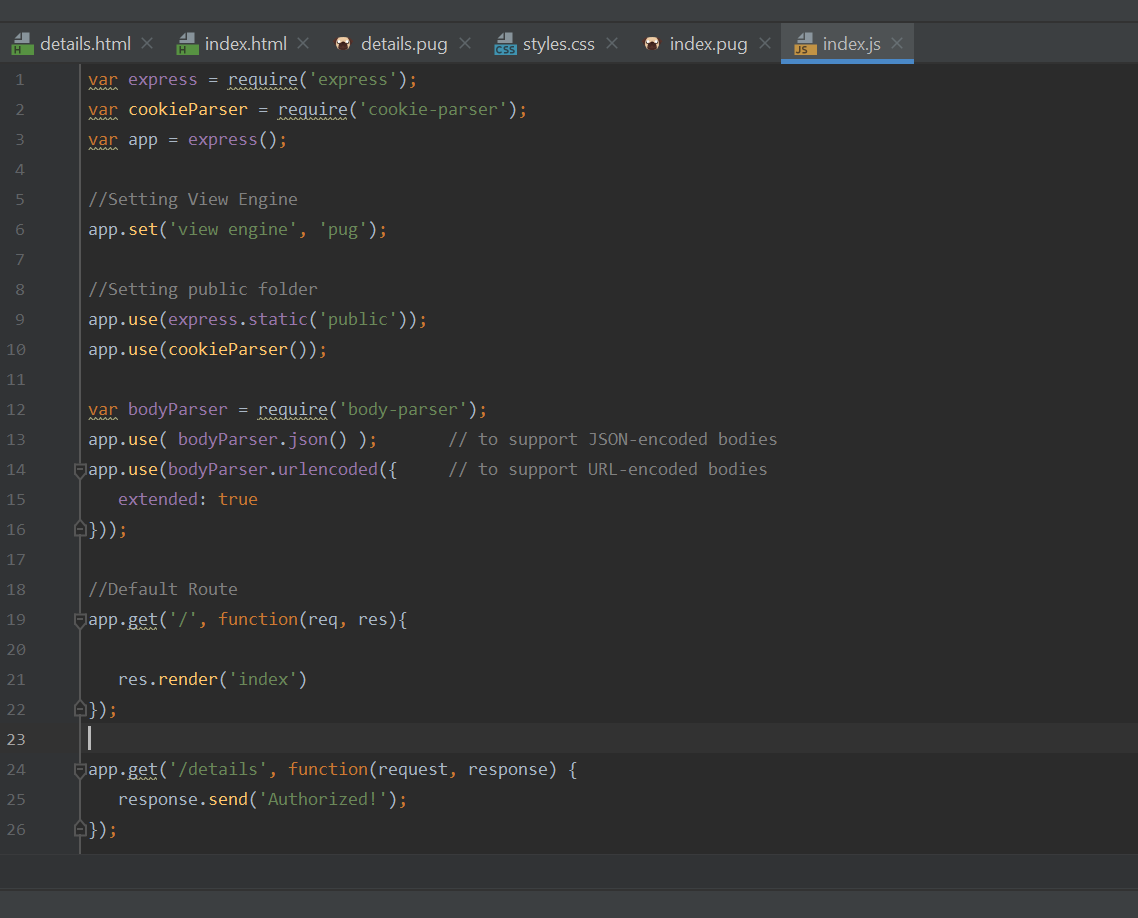 details.html index.html details.pug styles.css index.pug index.js
1 var express = require('express');
2 var cookieParser = require('cookie-parser');
3 var app = express();
4
5 //Setting View Engine
6 app.set('view engine', 'pug');
7
8 //Setting public folder
9 app.use(express.static('public'));
10 app.use(cookieParser());
11
12 var bodyParser = require('body-parser');
13 app.use( bodyParser.json() );       // to support JSON-encoded bodies
14 app.use(bodyParser.urlencoded({     // to support URL-encoded bodies
15    extended: true
16 }));
17
18 //Default Route
19 app.get('/', function(req, res){
20
21    res.render('index')
22 });
23
24 app.get('/details', function(request, response) {
25    response.send('Authorized!');
26 });